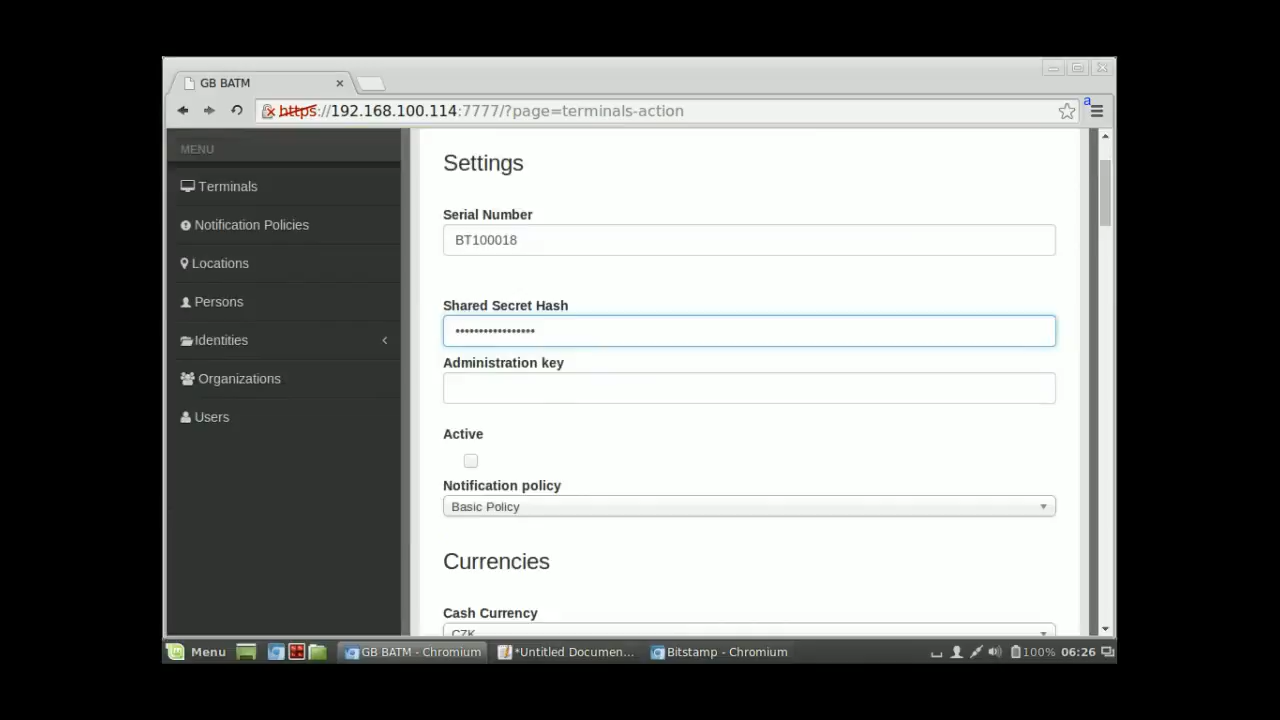 GB BATM
https://192.168.100.114:7777/?page=terminals-action
a
MENU
Terminals
Notification Policies
Locations
Persons
Identities
Organizations
Users
Settings
Serial Number
BT100018
Shared Secret Hash
•••••••••••••••••
Administration key
Active
Notification policy
Basic Policy
Currencies
Cash Currency
CZK
Menu
GB BATM - Chromium
*Untitled Documen...
Bitstamp - Chromium
100%
06:26